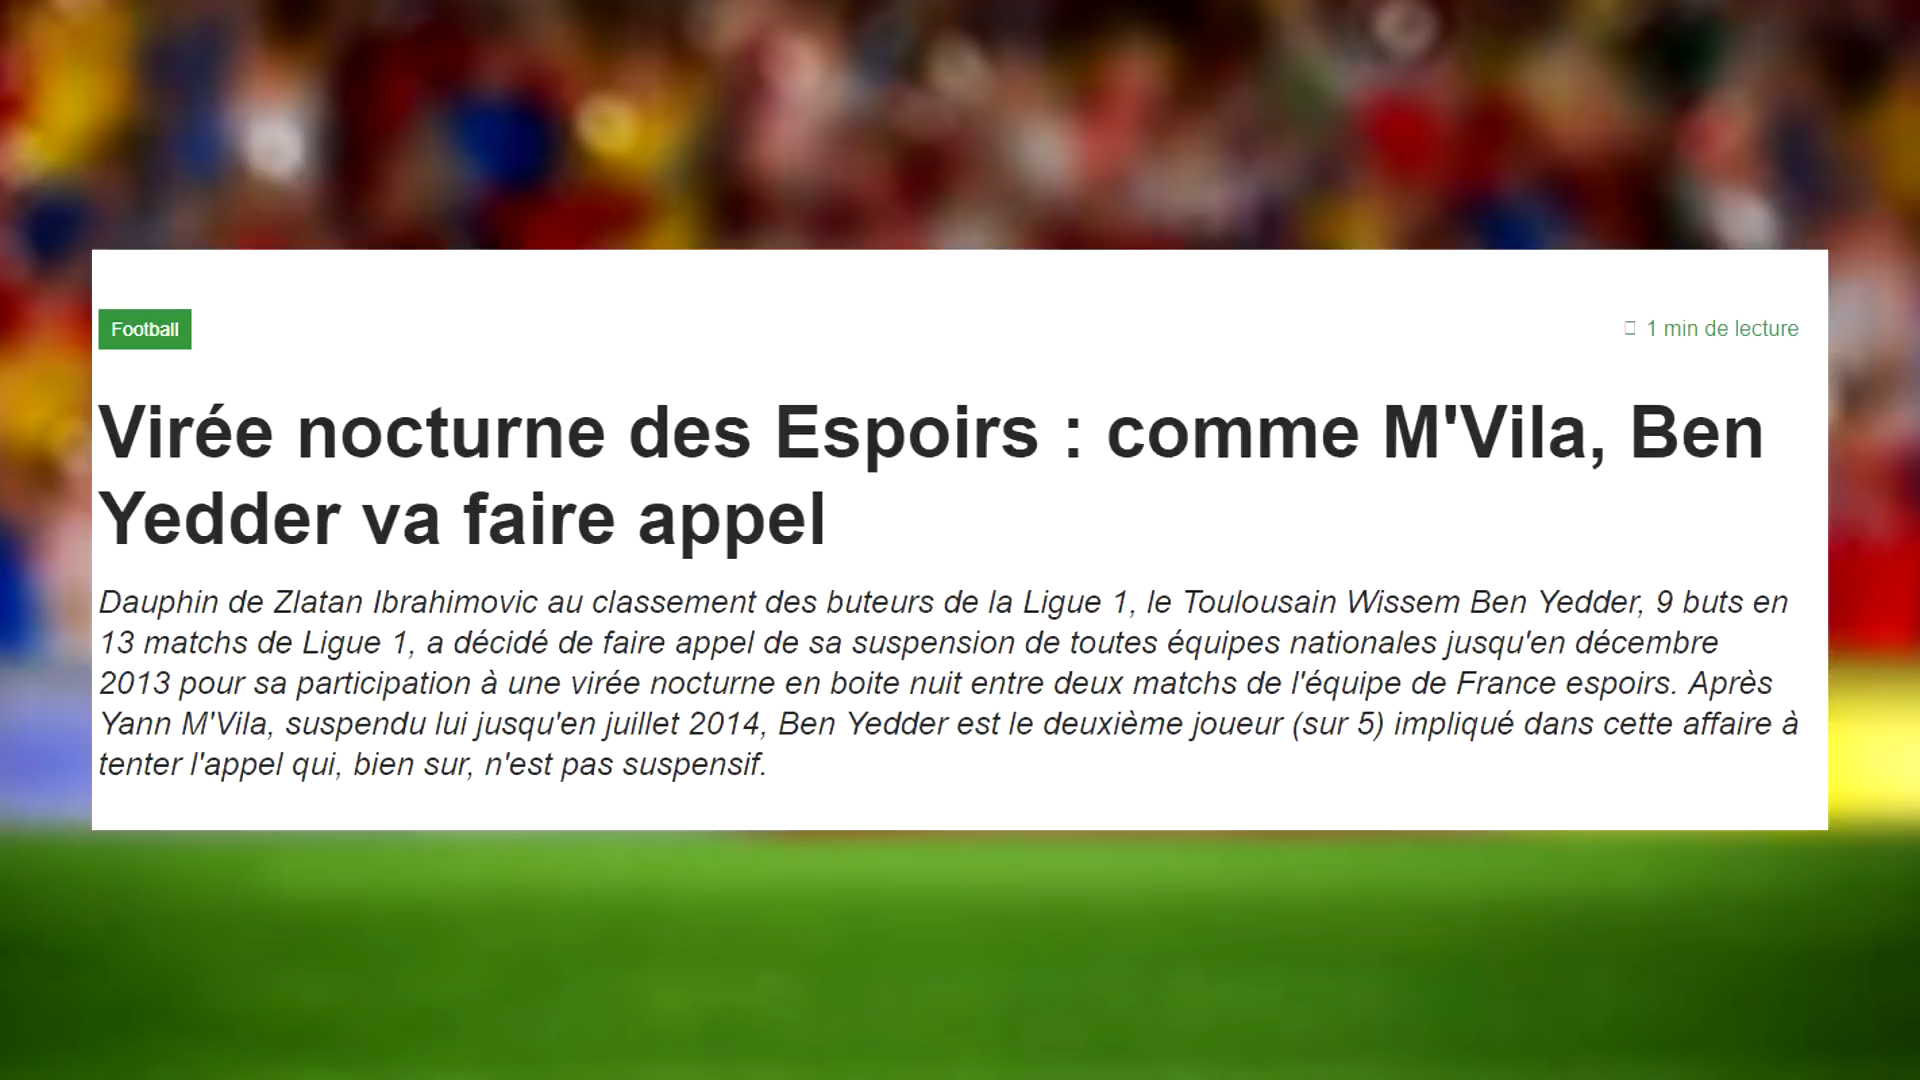 Football
1 min de lecture
Virée nocturne des Espoirs : comme M'Vila, Ben
Yedder va faire appel
Dauphin de Zlatan Ibrahimovic au classement des buteurs de la Ligue 1, le Toulousain Wissem Ben Yedder, 9 buts en
13 matchs de Ligue 1, a décidé de faire appel de sa suspension de toutes équipes nationales jusqu'en décembre
2013 pour sa participation à une virée nocturne en boite nuit entre deux matchs de l'équipe de France espoirs. Après
Yann M'Vila, suspendu lui jusqu'en juillet 2014, Ben Yedder est le deuxième joueur (sur 5) impliqué dans cette affaire à
tenter l'appel qui, bien sur, n'est pas suspensif.